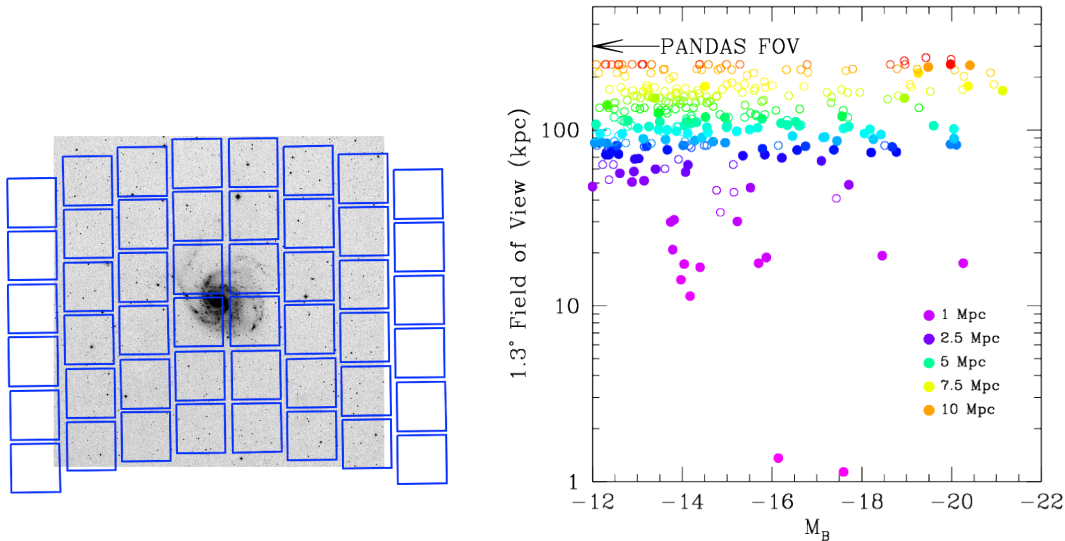 PANDAS FOV
1.3° Field of View (kpc)
100
10
1
1 Mpc
2.5 Mpc
5 Mpc
7.5 Mpc
10 Mpc
−12 −14 −16 −18 −20 −22
M_B